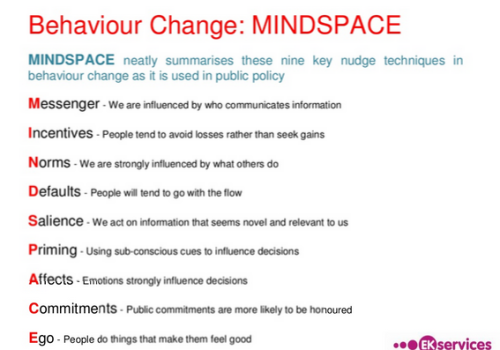 Behaviour Change: MINDSPACE
MINDSPACE neatly summarises these nine key nudge techniques in
behaviour change as it is used in public policy
Messenger - We are influenced by who communicates information
Incentives - People tend to avoid losses rather than seek gains
Norms - We are strongly influenced by what others do
Defaults - People will tend to go with the flow
Salience - We act on information that seems novel and relevant to us
Priming - Using sub-conscious cues to influence decisions
Affects - Emotions strongly influence decisions
Commitments - Public commitments are more likely to be honoured
Ego - People do things that make them feel good
EKservices